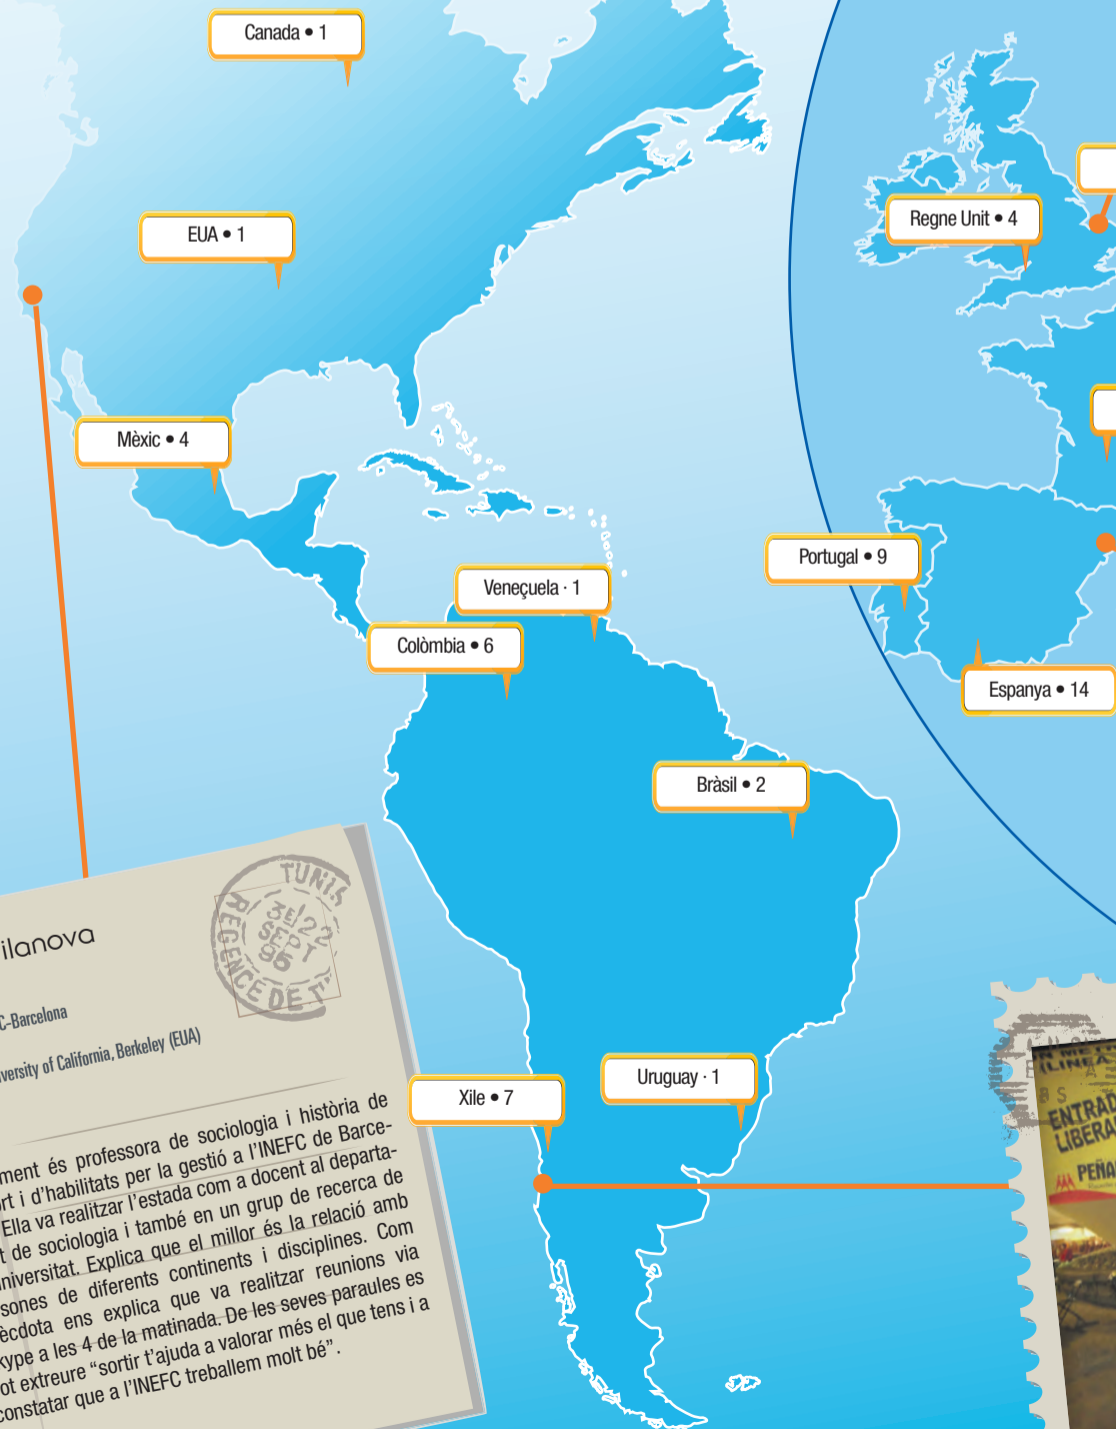 Canada • 1
EUA • 1
Regne Unit • 4
Mèxic • 4
Portugal • 9
Veneçuela · 1
Colòmbia • 6
Espanya • 14
Bràsil • 2
Uruguay · 1
Xile • 7
TUNIS
3E/22
SEPT
95
REGENCE DE T
ilanova
C-Barcelona
versity of California, Berkeley (EUA)
ment és professora de sociologia i història de
rt i d’habilitats per la gestió a l’INEFC de Barce-
Ella va realitzar l’estada com a docent al departa-
t de sociologia i també en un grup de recerca de
niversitat. Explica que el millor és la relació amb
sones de diferents continents i disciplines. Com
ècdota ens explica que va realitzar reunions via
kype a les 4 de la matinada. De les seves paraules es
ot extreure “sortir t’ajuda a valorar més el que tens i a
constatar que a l’INEFC treballem molt bé”.
(LINEA
ENTRAD
LIBERA
PEÑA